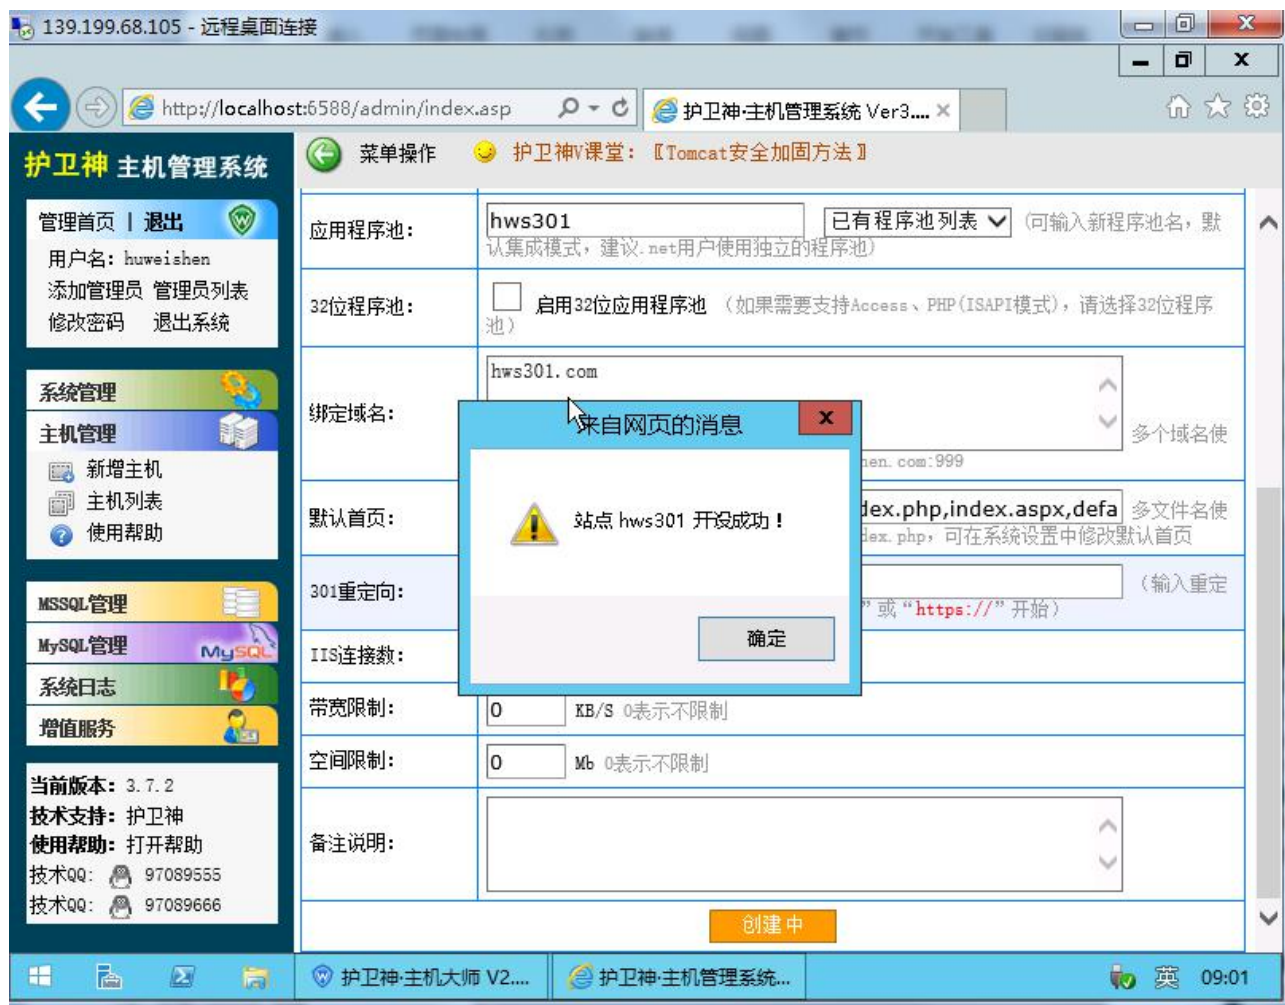 139.199.68.105 - 远程桌面连接
http://localhost:6588/admin/index.asp
护卫神·主机管理系统 Ver3....
护卫神 主机管理系统
菜单操作
护卫神V课堂：〖Tomcat安全加固方法〗
管理首页 | 退出
用户名：huweishen
添加管理员 管理员列表
修改密码 退出系统
系统管理
主机管理
新增主机
主机列表
使用帮助
MSSQL管理
MySQL管理
MySQL
系统日志
增值服务
当前版本：3.7.2
技术支持：护卫神
使用帮助：打开帮助
技术QQ: 97089555
技术QQ: 97089666
应用程序池：
hws301
已有程序池列表
（可输入新程序池名，默
认集成模式，建议.net用户使用独立的程序池）
32位程序池：
启用32位应用程序池 （如果需要支持Access、PHP(ISAPI模式)，请选择32位程序
池）
绑定域名：
hws301.com
多个域名使
en.com:999
默认首页：
dex.php,index.aspx,defa
多文件名使
dex.php，可在系统设置中修改默认首页
301重定向：
（输入重定
”或“https://”开始）
IIS连接数：
带宽限制：
0 KB/S 0表示不限制
空间限制：
0 Mb 0表示不限制
备注说明：
创建中
来自网页的消息
x
站点 hws301 开设成功！
确定
护卫神·主机大师 V2....
护卫神·主机管理系统...
英
09:01